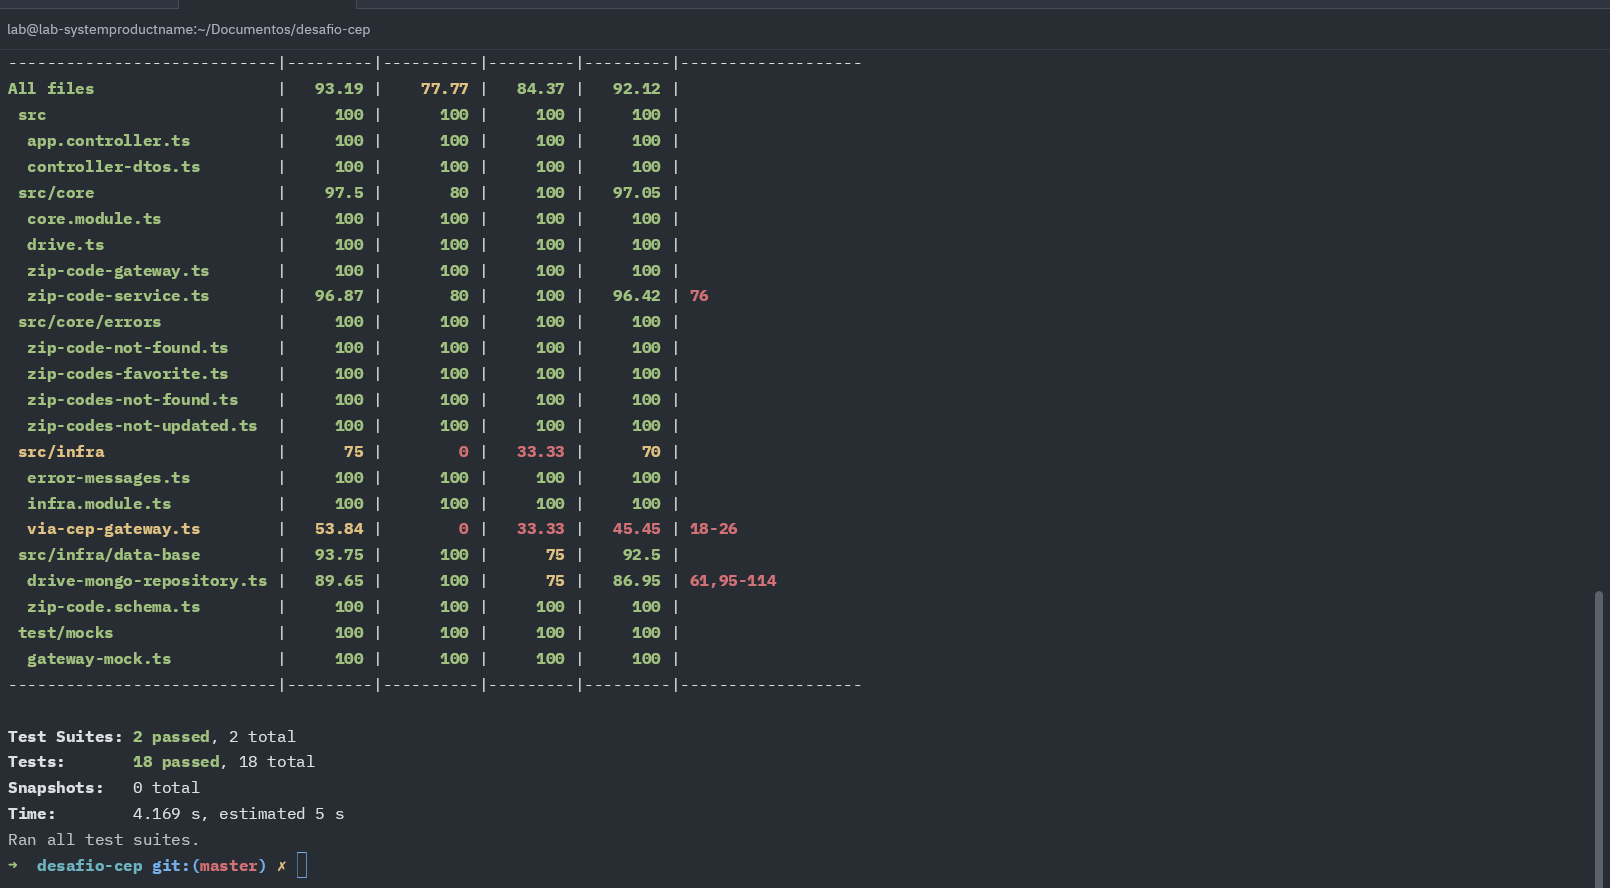 lab@lab-systemproductname:~/Documentos/desafio-cep
----------------------------|---------|----------|---------|---------|-------------------
All files                   |   93.19 |    77.77 |   84.37 |   92.12 |
 src                        |     100 |      100 |     100 |     100 |
  app.controller.ts         |     100 |      100 |     100 |     100 |
  controller-dtos.ts        |     100 |      100 |     100 |     100 |
 src/core                   |    97.5 |       80 |     100 |   97.05 |
  core.module.ts            |     100 |      100 |     100 |     100 |
  drive.ts                  |     100 |      100 |     100 |     100 |
  zip-code-gateway.ts       |     100 |      100 |     100 |     100 |
  zip-code-service.ts       |   96.87 |       80 |     100 |   96.42 | 76
 src/core/errors            |     100 |      100 |     100 |     100 |
  zip-code-not-found.ts     |     100 |      100 |     100 |     100 |
  zip-codes-favorite.ts     |     100 |      100 |     100 |     100 |
  zip-codes-not-found.ts    |     100 |      100 |     100 |     100 |
  zip-codes-not-updated.ts  |     100 |      100 |     100 |     100 |
 src/infra                  |      75 |        0 |   33.33 |      70 |
  error-messages.ts         |     100 |      100 |     100 |     100 |
  infra.module.ts           |     100 |      100 |     100 |     100 |
  via-cep-gateway.ts        |   53.84 |        0 |   33.33 |   45.45 | 18-26
 src/infra/data-base        |   93.75 |      100 |      75 |    92.5 |
  drive-mongo-repository.ts |   89.65 |      100 |      75 |   86.95 | 61,95-114
  zip-code.schema.ts        |     100 |      100 |     100 |     100 |
 test/mocks                 |     100 |      100 |     100 |     100 |
  gateway-mock.ts           |     100 |      100 |     100 |     100 |
----------------------------|---------|----------|---------|---------|-------------------
Test Suites: 2 passed, 2 total
Tests:       18 passed, 18 total
Snapshots:   0 total
Time:        4.169 s, estimated 5 s
Ran all test suites.
➜  desafio-cep git:(master) ✗